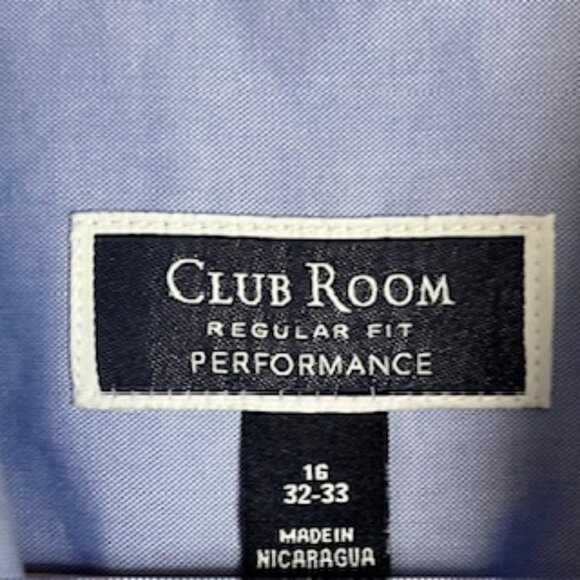 CLUB ROOM
REGULAR FIT
PERFORMANCE
16
32-33
MADE IN
NICARAGUA